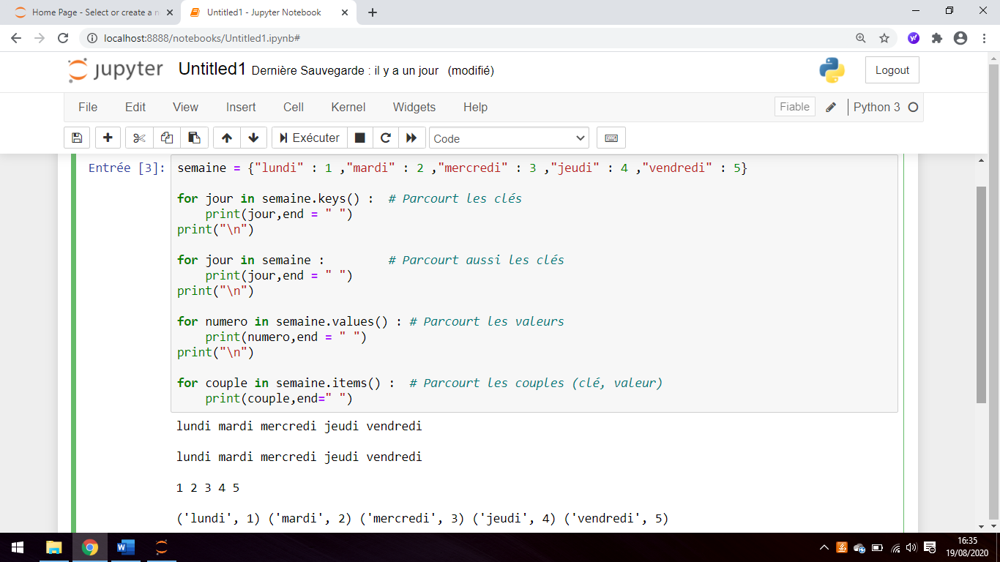 Home Page - Select or create a n
Untitled1 - Jupyter Notebook
localhost:8888/notebooks/Untitled1.ipynb#
jupyter Untitled1 Dernière Sauvegarde : il y a un jour (modifié)
Logout
File Edit View Insert Cell Kernel Widgets Help
Fiable
Python 3
Exécuter
Code
Entrée [3]:
semaine = {"lundi" : 1 ,"mardi" : 2 ,"mercredi" : 3 ,"jeudi" : 4 ,"vendredi" : 5}
for jour in semaine.keys() :  # Parcourt les clés
    print(jour,end = " ")
print("\n")
for jour in semaine :         # Parcourt aussi les clés
    print(jour,end = " ")
print("\n")
for numero in semaine.values() : # Parcourt les valeurs
    print(numero,end = " ")
print("\n")
for couple in semaine.items() :  # Parcourt les couples (clé, valeur)
    print(couple,end=" ")
lundi mardi mercredi jeudi vendredi
lundi mardi mercredi jeudi vendredi
1 2 3 4 5
('lundi', 1) ('mardi', 2) ('mercredi', 3) ('jeudi', 4) ('vendredi', 5)
16:35
19/08/2020